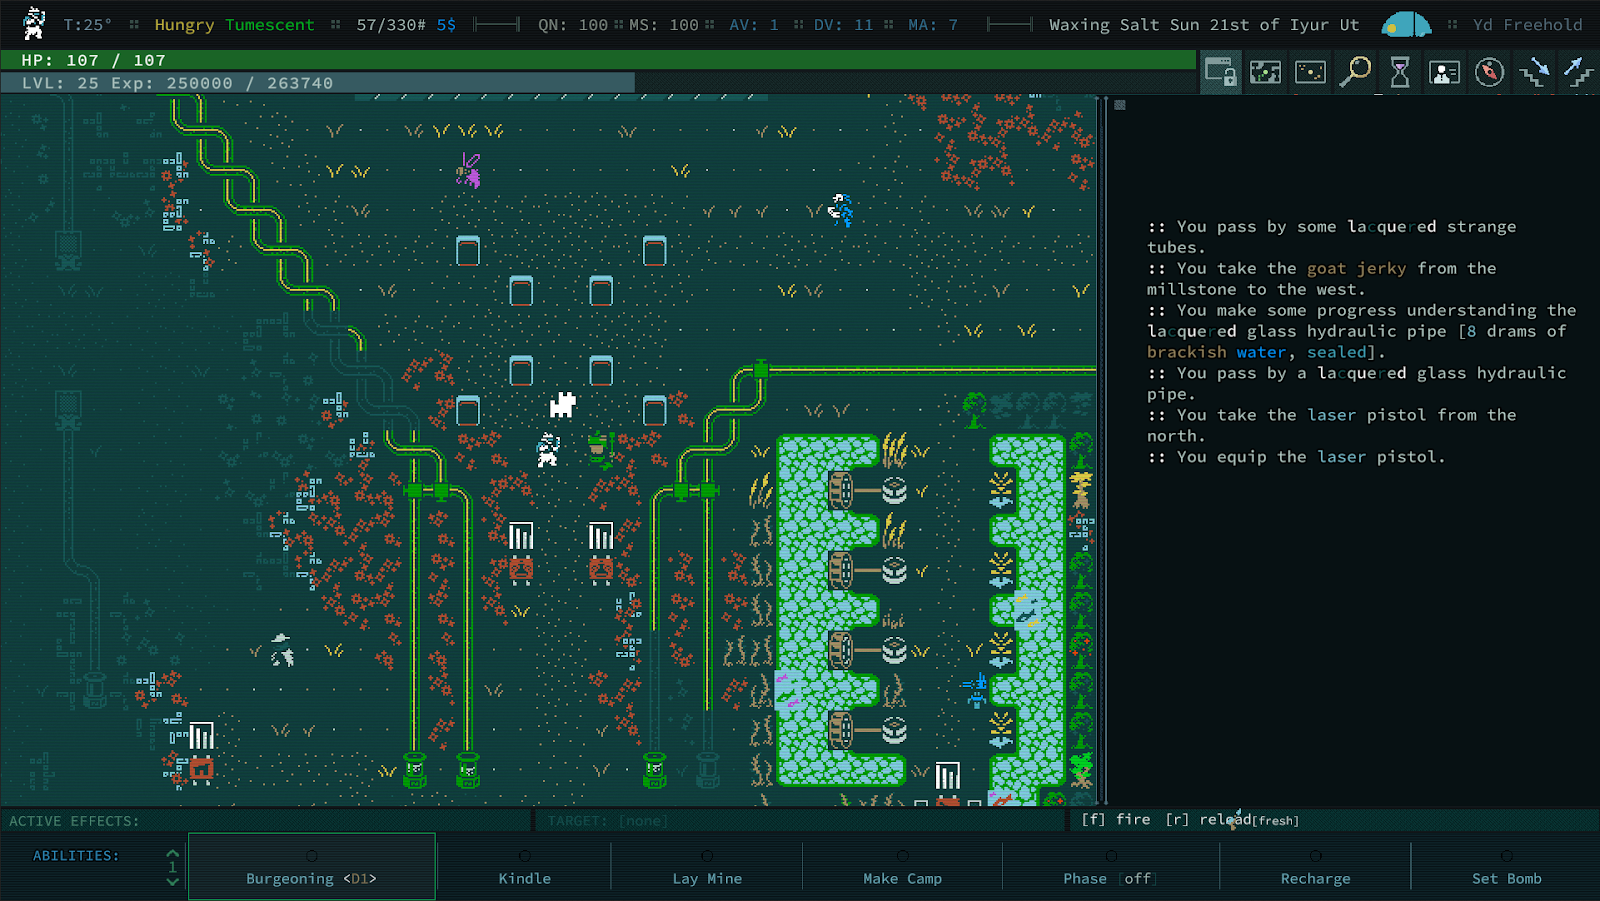 T:25° Hungry Tumescent 57/330# 5$ QN: 100 MS: 100 AV: 1 DV: 11 MA: 7 Waxing Salt Sun 21st of Iyur Ut Yd Freehold
HP: 107 / 107
LVL: 25 Exp: 250000 / 263740
:: You pass by some lacquered strange
tubes.
:: You take the goat jerky from the
millstone to the west.
:: You make some progress understanding the
lacquered glass hydraulic pipe [8 drams of
brackish water, sealed].
:: You pass by a lacquered glass hydraulic
pipe.
:: You take the laser pistol from the
north.
:: You equip the laser pistol.
ACTIVE EFFECTS:
TARGET: [none]
[f] fire [r] reload[fresh]
ABILITIES:
1
Burgeoning <D1>
Kindle
Lay Mine
Make Camp
Phase [off]
Recharge
Set Bomb